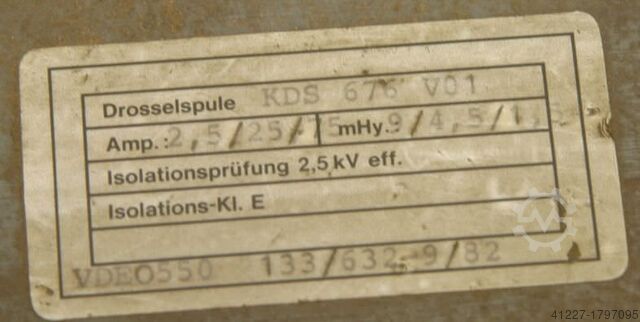 Drosselspule KDS 676 V01
Amp.: 2,5/25/75 mHy. 9/4,5/1,
Isolationsprüfung 2,5 kV eff.
Isolations-Kl. E
VDE0550 133/632-9/82
41227-1797095